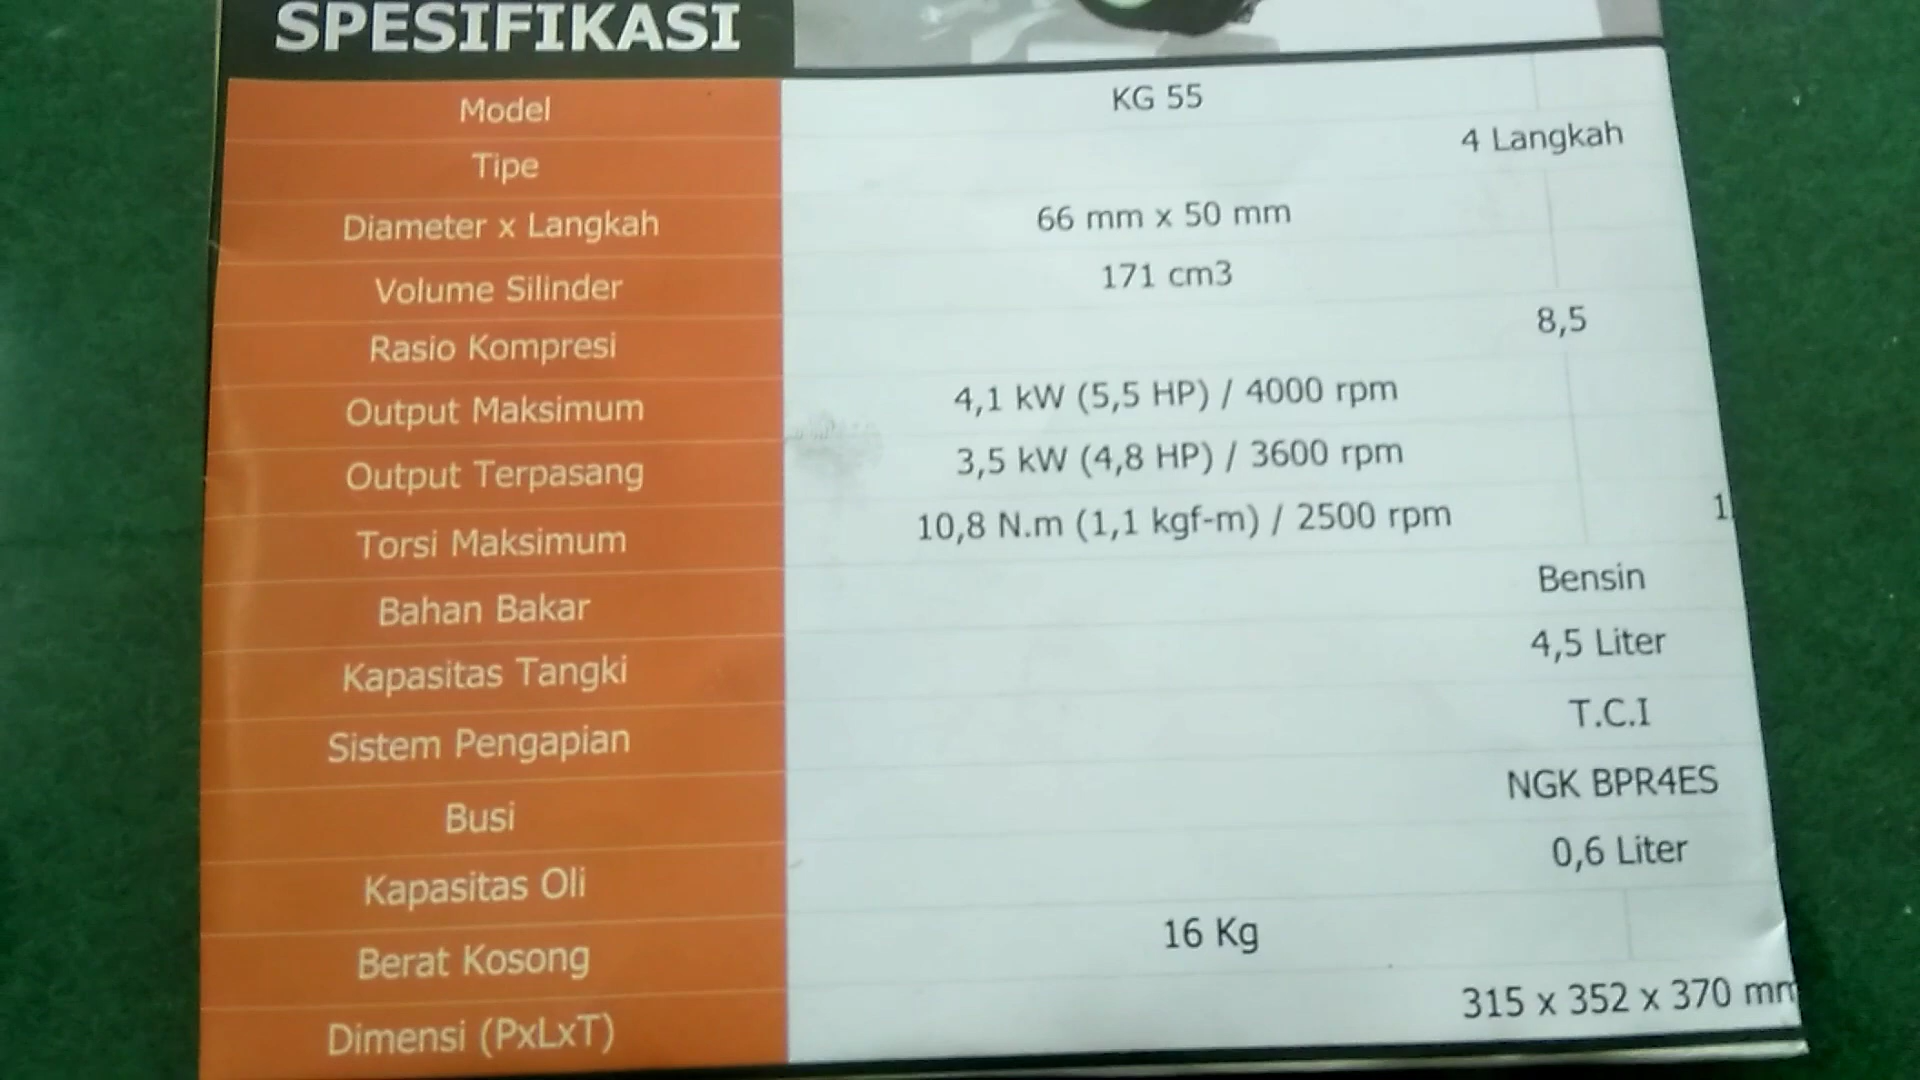 SPESIFIKASI
Model KG 55
Tipe 4 Langkah
Diameter x Langkah 66 mm x 50 mm
Volume Silinder 171 cm3
Rasio Kompresi 8,5
Output Maksimum 4,1 kW (5,5 HP) / 4000 rpm
Output Terpasang 3,5 kW (4,8 HP) / 3600 rpm
Torsi Maksimum 10,8 N.m (1,1 kgf-m) / 2500 rpm 1
Bahan Bakar Bensin
Kapasitas Tangki 4,5 Liter
Sistem Pengapian T.C.I
Busi NGK BPR4ES
Kapasitas Oli 0,6 Liter
Berat Kosong 16 Kg
Dimensi (PxLxT) 315 x 352 x 370 mm